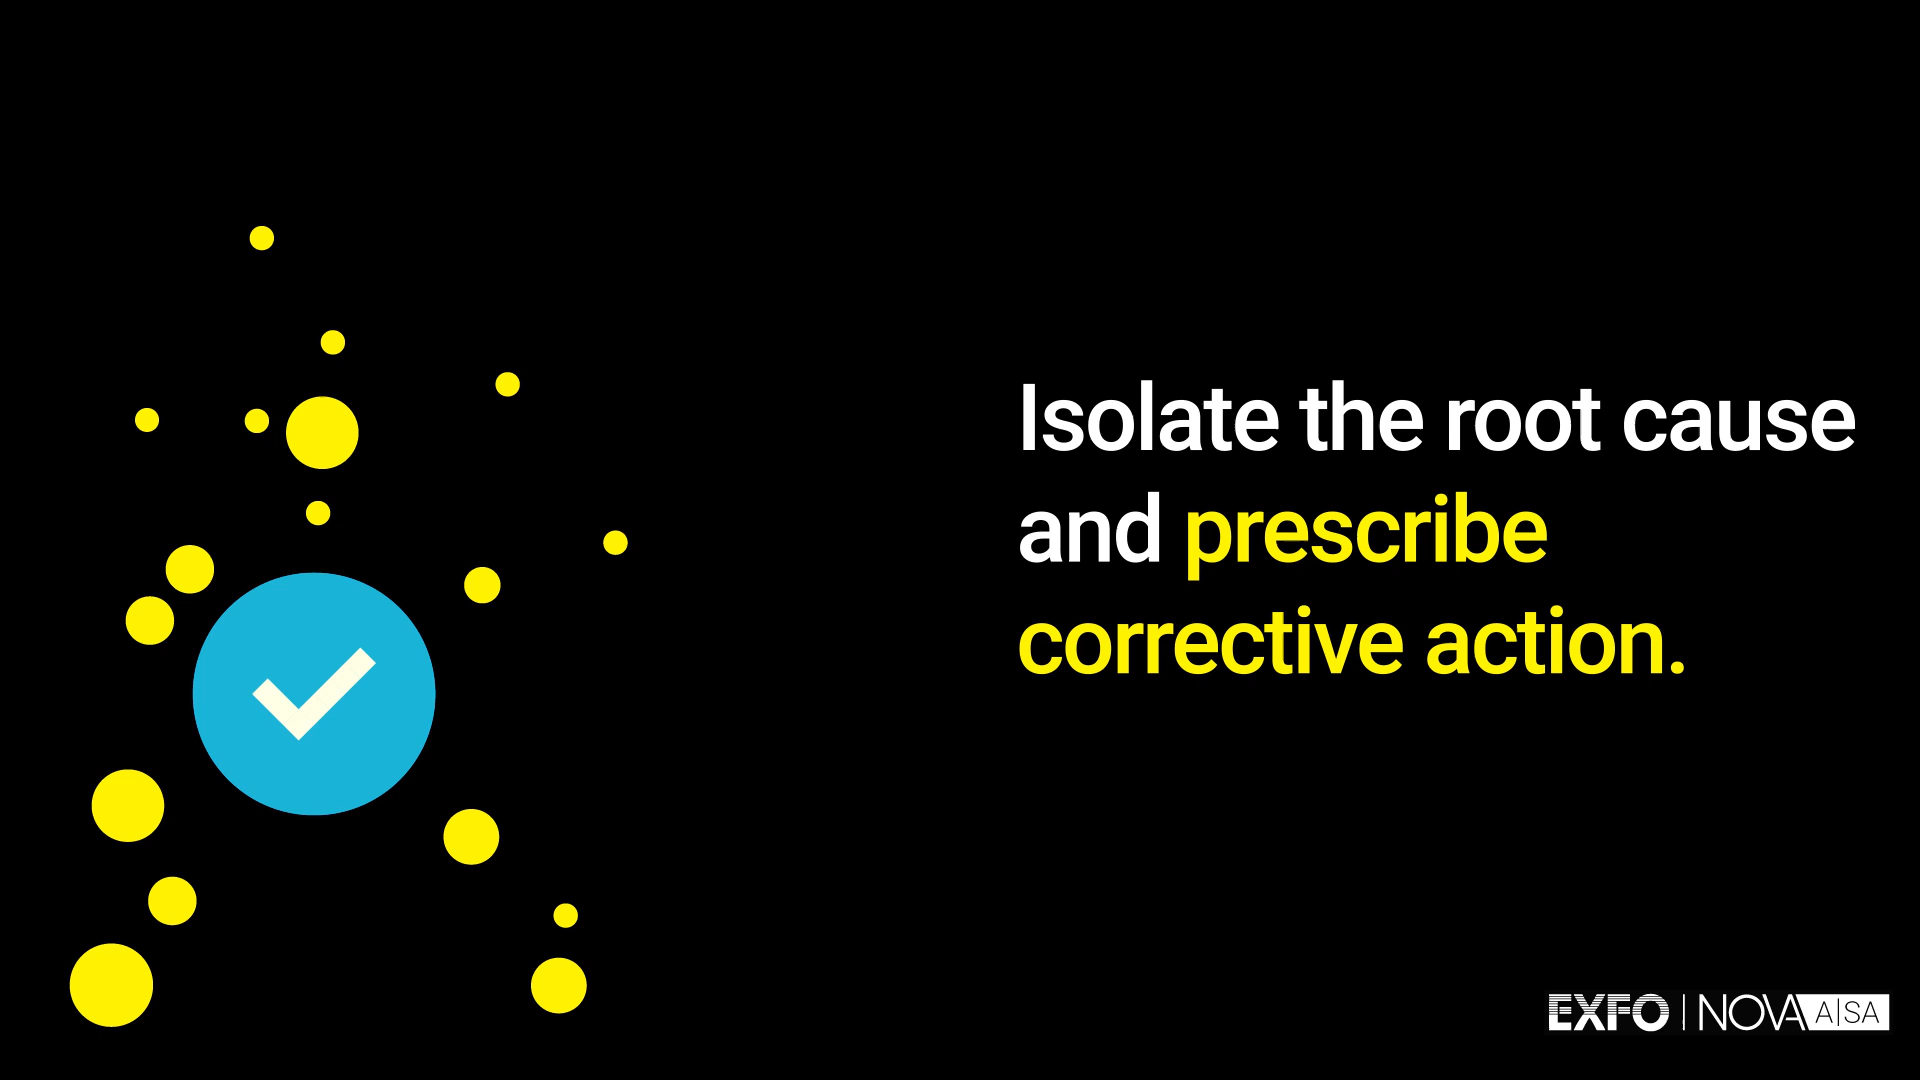 Isolate the root cause
and prescribe
corrective action.
EXFO | NOVA A|SA